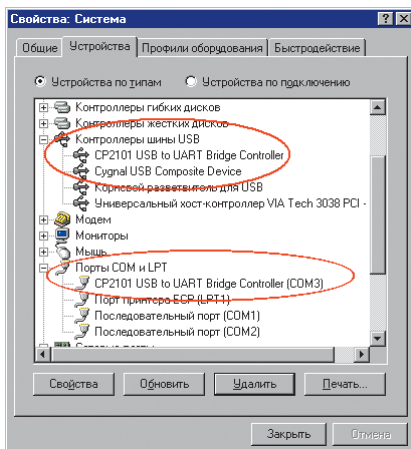 Свойства: Система
Общие Устройства Профили оборудования Быстродействие
Устройства по типам Устройства по подключению
Контроллеры гибких дисков
Контроллеры жестких дисков
Контроллеры шины USB
CP2101 USB to UART Bridge Controller
Cygnal USB Composite Device
Корневой разветвитель для USB
Универсальный хост-контроллер VIA Tech 3038 PCI -
Модем
Мониторы
Мышь
Порты COM и LPT
CP2101 USB to UART Bridge Controller (COM3)
Порт принтера ECP (LPT1)
Последовательный порт (COM1)
Последовательный порт (COM2)
Свойства Обновить Удалить Печать...
Закрыть Отмена